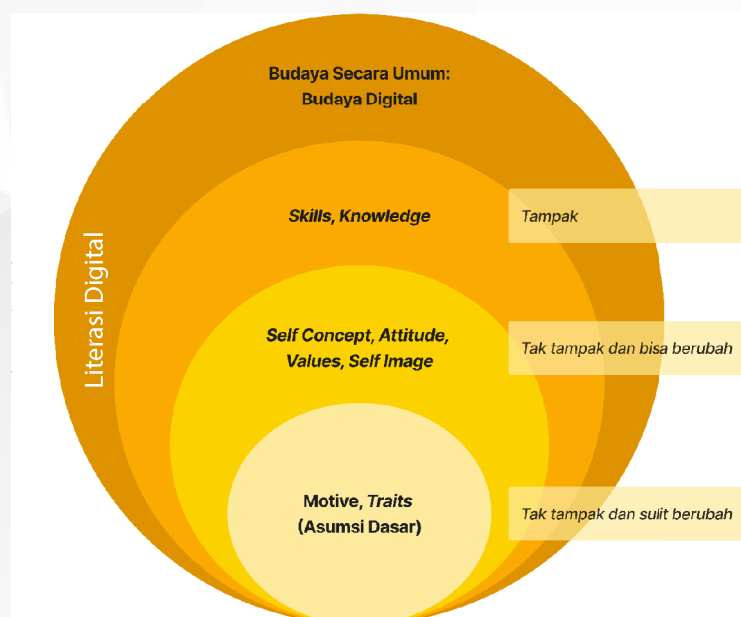 Budaya Secara Umum:
Budaya Digital
Skills, Knowledge
Tampak
Literasi Digital
Self Concept, Attitude,
Values, Self Image
Tak tampak dan bisa berubah
Motive, Traits
(Asumsi Dasar)
Tak tampak dan sulit berubah